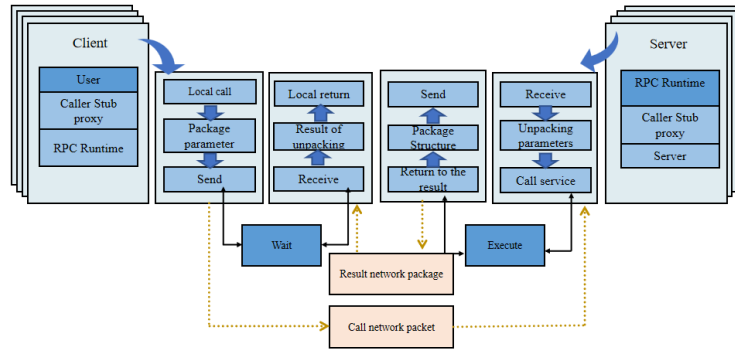 Client
User
Caller Stub
proxy
RPC Runtime
Local call
Package
parameter
Send
Local return
Result of
unpacking
Receive
Send
Package
Structure
Return to the
result
Receive
Unpacking
parameters
Call service
Server
RPC Runtime
Caller Stub
proxy
Server
Wait
Execute
Result network package
Call network packet